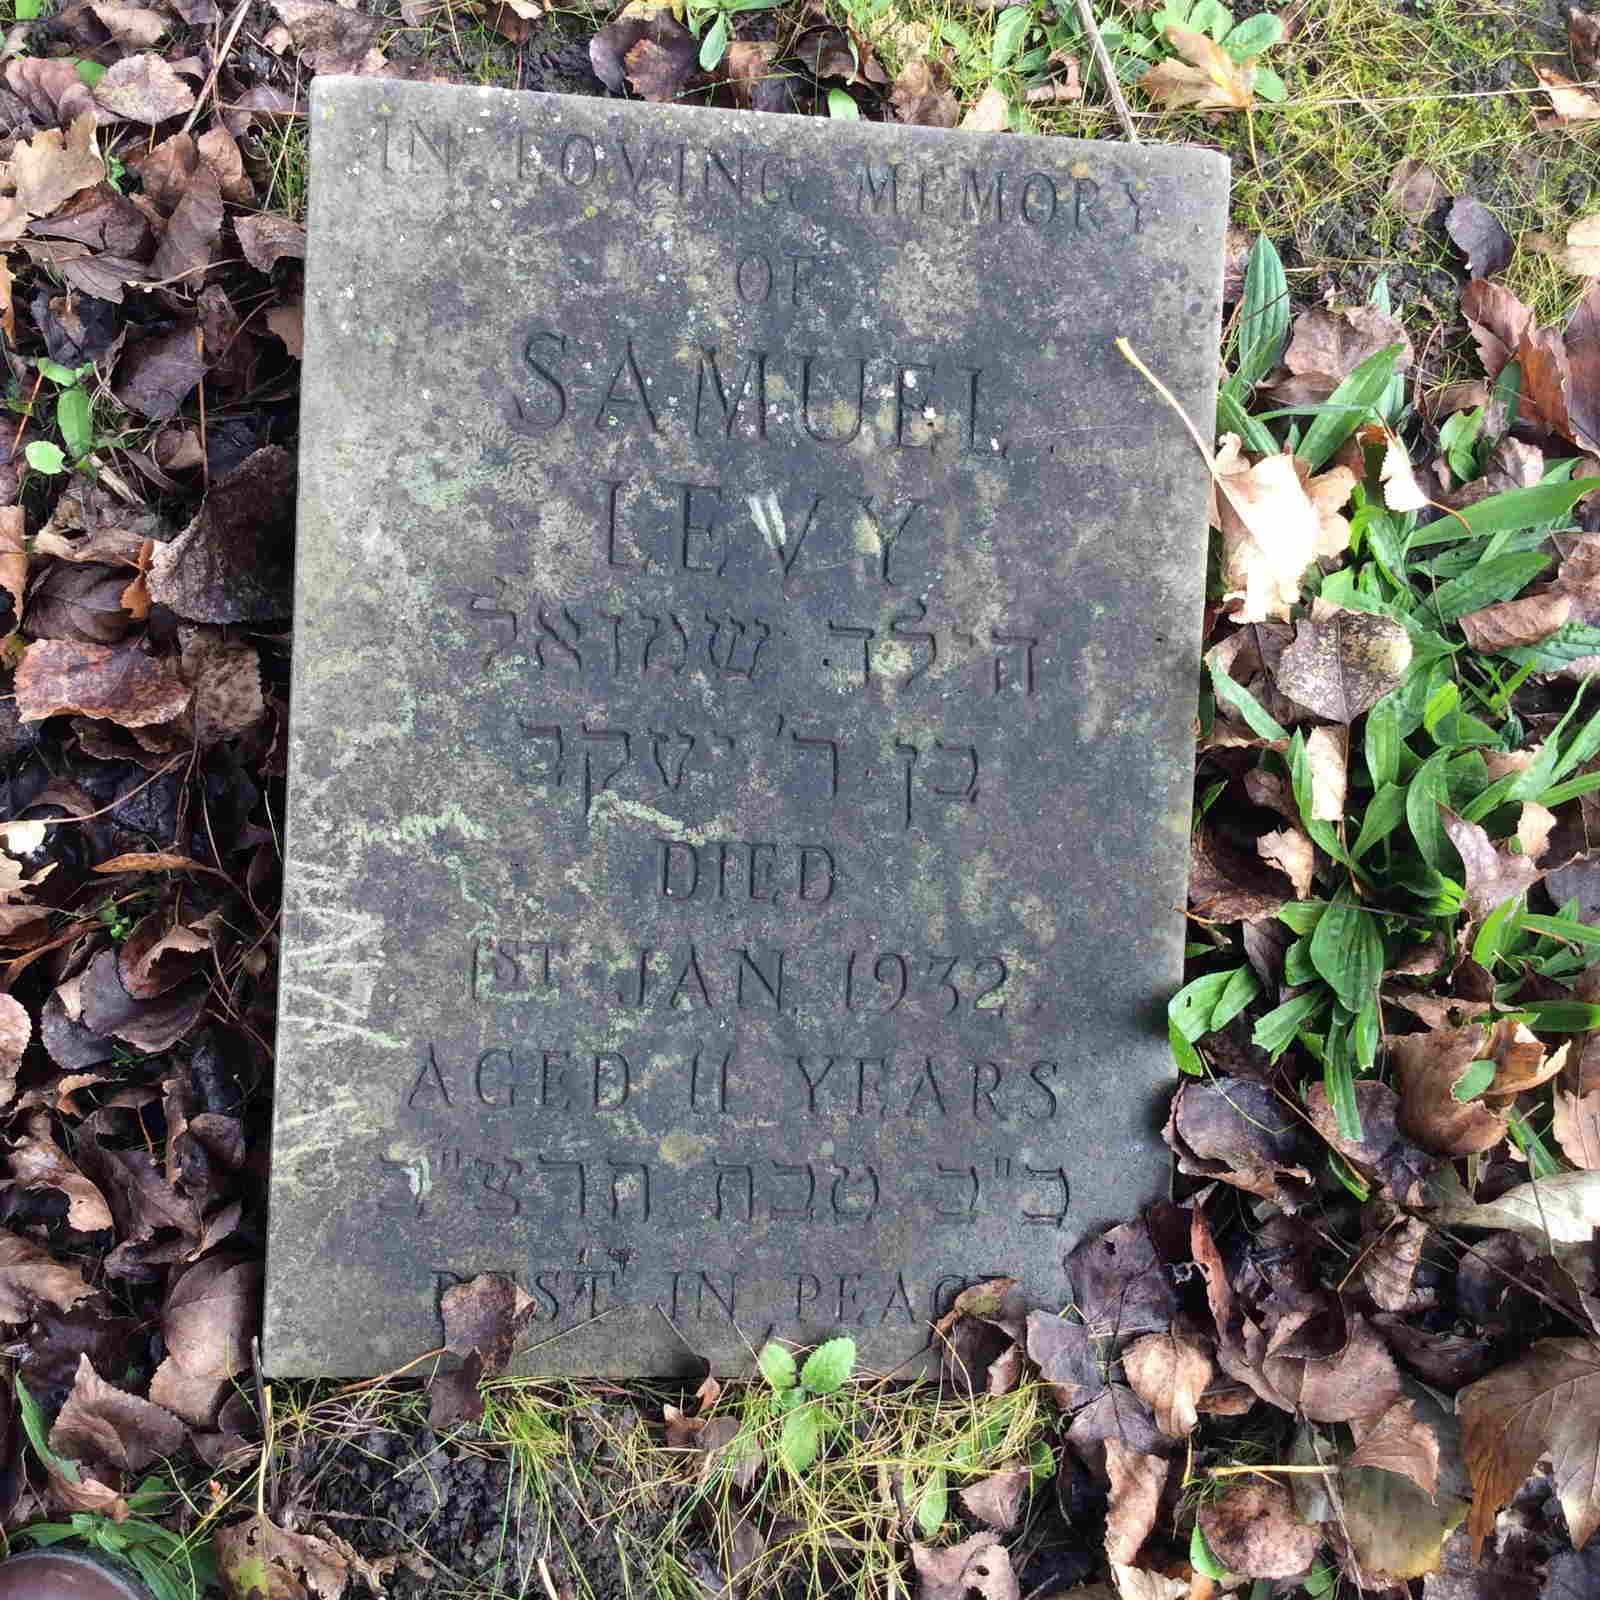 IN LOVING MEMORY
OF
SAMUEL
LEVY
הילד שמואל
בן ר' יעקב
DIED
1ST JAN. 1932
AGED 11 YEARS
כ"ב טבת תרצ"ב
REST IN PEACE